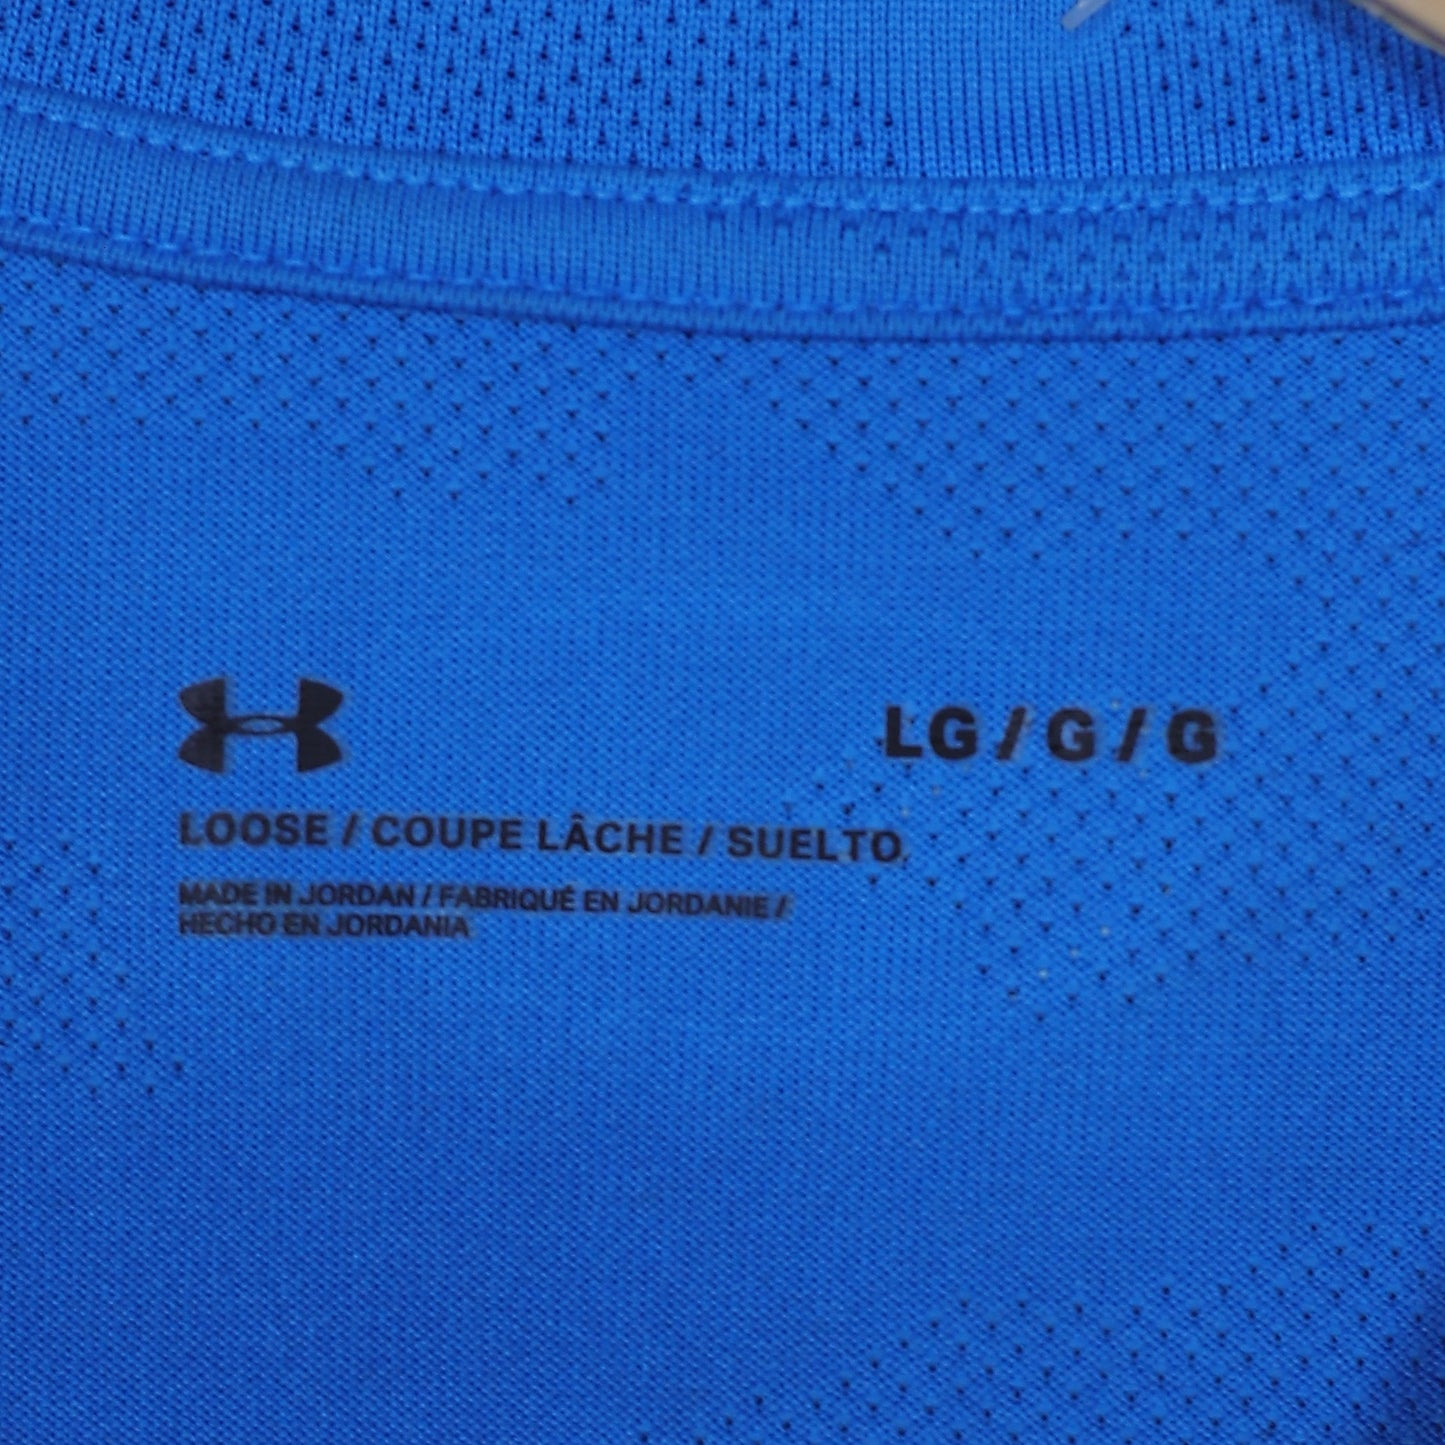 LG / G / G
LOOSE / COUPE LÂCHE / SUELTO
MADE IN JORDAN / FABRIQUÉ EN JORDANIE /
HECHO EN JORDANIA